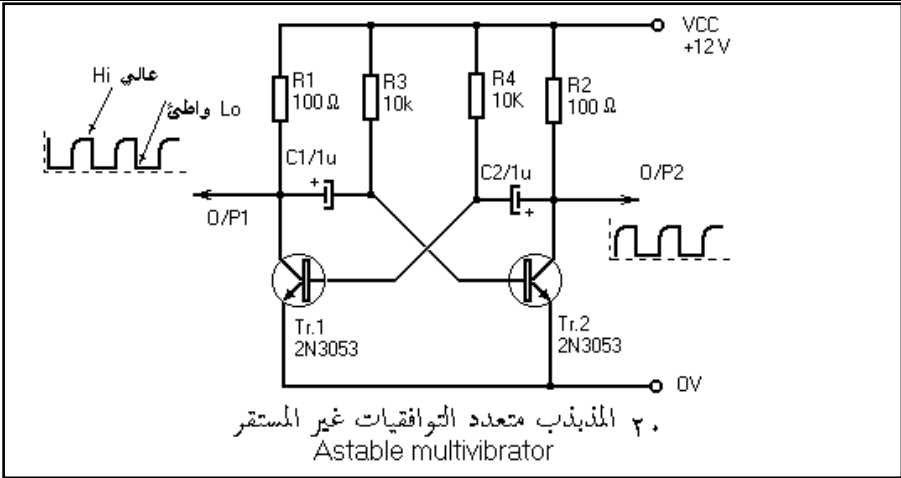 VCC
+12 V
Hi عالي
Lo واطئ
R1
100 Ω
R3
10k
R4
10K
R2
100 Ω
C1/1u
+
C2/1u
+
O/P1
O/P2
Tr.1
2N3053
Tr.2
2N3053
0V
٢٠ المذبذب متعدد التوافقيات غير المستقر
Astable multivibrator